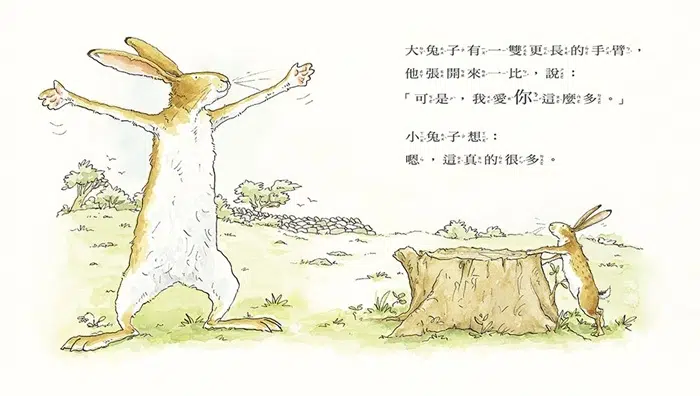 大兔子有一雙更長的手臂，
他張開來一比，說：
「可是，我愛你這麼多。」
小兔子想：
嗯，這真的很多。